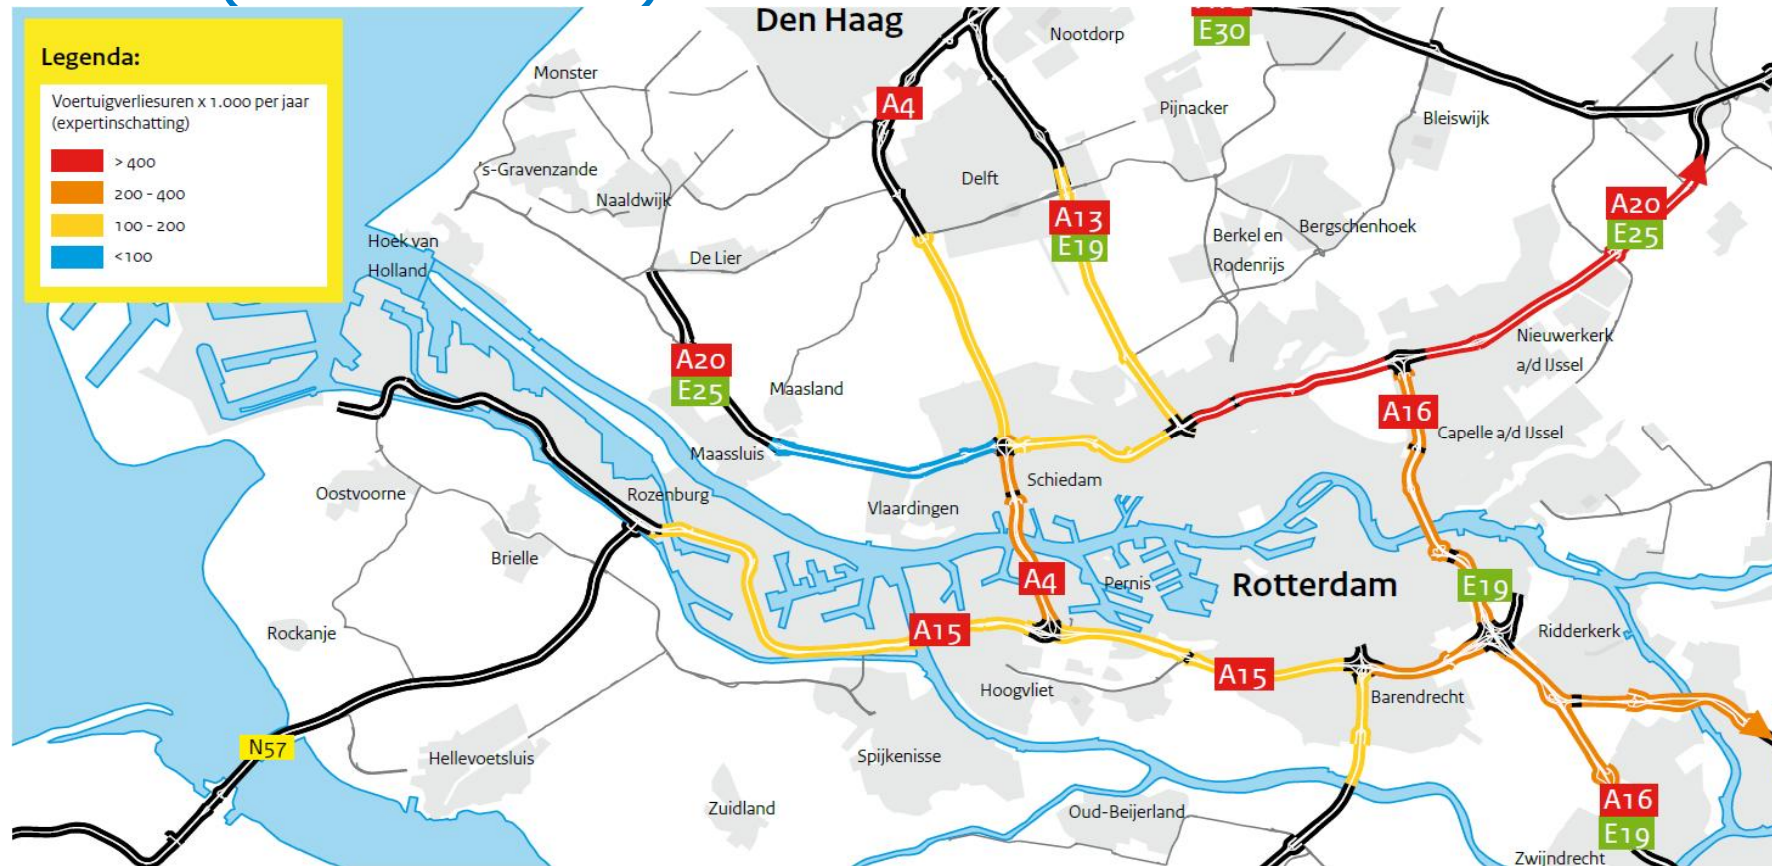 Legenda:
Voertuigverliesuren x 1.000 per jaar
(expertinschatting)
> 400
200 - 400
100 - 200
<100
Den Haag
Nootdorp
E30
Monster
A4
Pijnacker
Bleiswijk
's-Gravenzande
Naaldwijk
Delft
A13
E19
A20
E25
Hoek van
Holland
De Lier
Berkel en
Rodenrijs
Bergschenhoek
A20
E25
Maasland
Nieuwerkerk
a/d IJssel
A16
Capelle a/d IJssel
Maassluis
Oostvoorne
Rozenburg
Vlaardingen
Schiedam
Brielle
A4
Pernis
Rotterdam
E19
Rockanje
A15
Ridderkerk
A15
Hoogvliet
Barendrecht
N57
Hellevoetsluis
Spijkenisse
Zuidland
Oud-Beijerland
A16
E19
Zwijndrecht